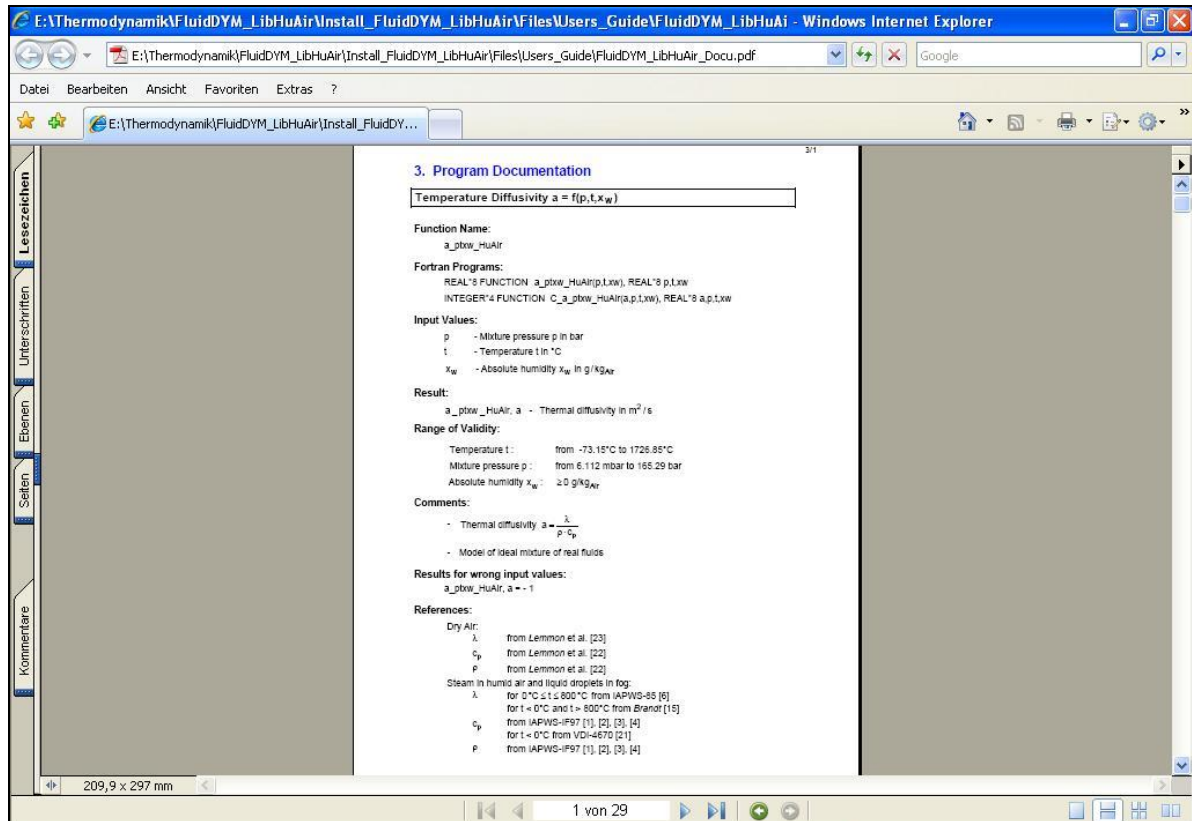 E:\Thermodynamik\FluidDYM_LibHuAir\Install_FluidDYM_LibHuAir\Files\Users_Guide\FluidDYM_LibHuAi - Windows Internet Explorer
E:\Thermodynamik\FluidDYM_LibHuAir\Install_FluidDYM_LibHuAir\Files\Users_Guide\FluidDYM_LibHuAir_Docu.pdf
Google
Datei Bearbeiten Ansicht Favoriten Extras ?
E:\Thermodynamik\FluidDYM_LibHuAir\Install_FluidDY...
Lesezeichen
Unterschriften
Ebenen
Seiten
Kommentare
3/1
3. Program Documentation
Temperature Diffusivity a = f(p,t,xw)
Function Name:
a_ptxw_HuAir
Fortran Programs:
REAL*8 FUNCTION a_ptxw_HuAir(p,t,xw), REAL*8 p,t,xw
INTEGER*4 FUNCTION C_a_ptxw_HuAir(a,p,t,xw), REAL*8 a,p,t,xw
Input Values:
p - Mixture pressure p in bar
t - Temperature t in °C
xw - Absolute humidity xw in g/kgAir
Result:
a_ptxw_HuAir, a - Thermal diffusivity in m² / s
Range of Validity:
Temperature t : from -73.15°C to 1726.85°C
Mixture pressure p : from 6.112 mbar to 165.29 bar
Absolute humidity xw : ≥ 0 g/kgAir
Comments:
- Thermal diffusivity a = λ / (ρ · cp)
- Model of ideal mixture of real fluids
Results for wrong input values:
a_ptxw_HuAir, a = - 1
References:
Dry Air:
λ from Lemmon et al. [23]
cp from Lemmon et al. [22]
ρ from Lemmon et al. [22]
Steam in humid air and liquid droplets in fog:
λ for 0°C ≤ t ≤ 800°C from IAPWS-85 [6]
for t < 0°C and t > 800°C from Brandt [15]
cp from IAPWS-IF97 [1], [2], [3], [4]
for t < 0°C from VDI-4670 [21]
ρ from IAPWS-IF97 [1], [2], [3], [4]
209,9 x 297 mm
1 von 29